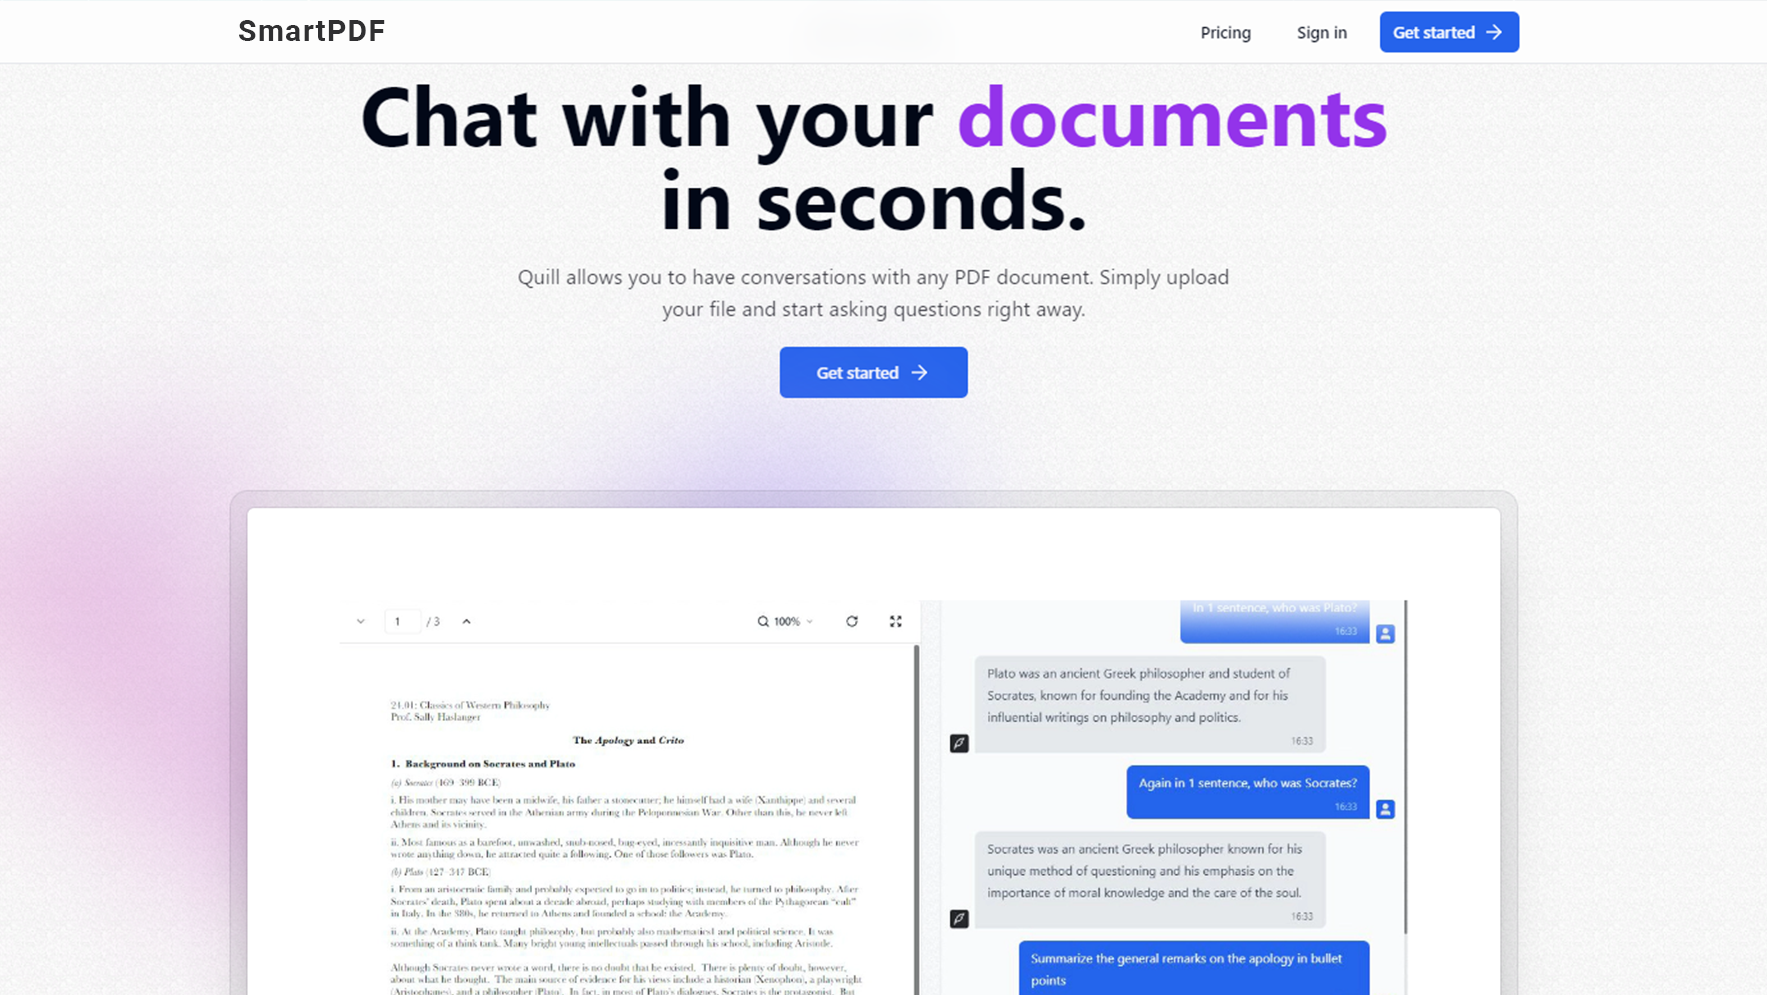 SmartPDF
Pricing
Sign in
Get started
Chat with your documents
in seconds.
Quill allows you to have conversations with any PDF document. Simply upload
your file and start asking questions right away.
Get started
1 / 3
100%
24.01: Classics of Western Philosophy
Prof. Sally Haslanger
The Apology and Crito
1. Background on Socrates and Plato
(a) Socrates (469-399 BCE)
i. His mother may have been a midwife, his father a stonecutter; he himself had a wife (Xanthippe) and several
children. Socrates served in the Athenian army during the Peloponnesian War. Other than this, he never left
Athens and its vicinity.
ii. Most famous as a barefoot, unwashed, snub-nosed, bug-eyed, incessantly inquisitive man. Although he never
wrote anything down, he attracted quite a following. One of those followers was Plato.
(b) Plato (427-347 BCE)
i. From an aristocratic family and probably expected to go in to politics; instead, he turned to philosophy. After
Socrates' death, Plato spent about a decade abroad, perhaps studying with members of the Pythagorean "cult"
in Italy. In the 380s, he returned to Athens and founded a school: the Academy.
ii. At the Academy, Plato taught philosophy, but probably also mathematics1 and political science. It was
something of a think tank. Many bright young intellectuals passed through his school, including Aristotle.
Although Socrates never wrote a word, there is no doubt that he existed. There is plenty of doubt, however,
about what he thought. The main source of evidence for his views include a historian (Xenophon), a playwright
(Aristophanes), and a philosopher (Plato). In fact, in most of Plato's dialogues, Socrates is the protagonist. But
in 1 sentence, who was Plato?
16:33
Plato was an ancient Greek philosopher and student of
Socrates, known for founding the Academy and for his
influential writings on philosophy and politics.
16:33
Again in 1 sentence, who was Socrates?
16:33
Socrates was an ancient Greek philosopher known for his
unique method of questioning and his emphasis on the
importance of moral knowledge and the care of the soul.
16:33
Summarize the general remarks on the apology in bullet
points